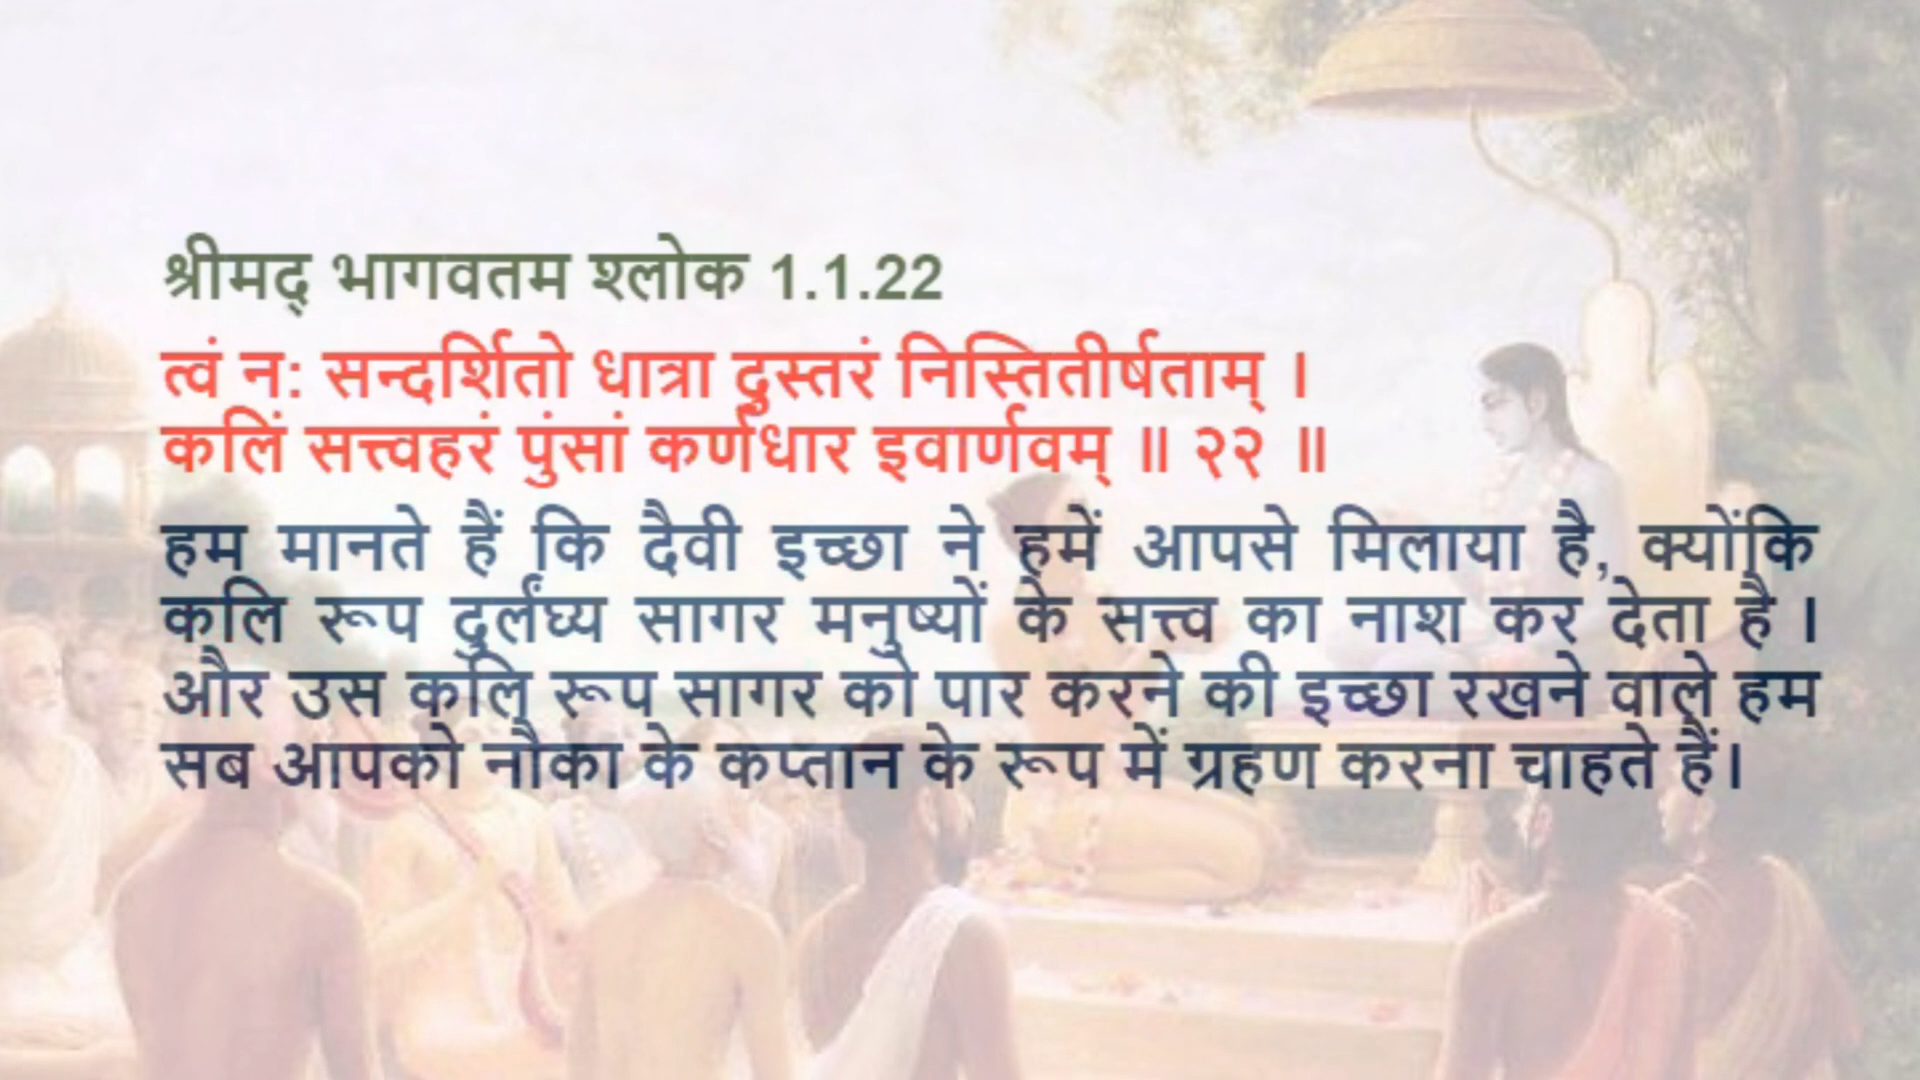 श्रीमद् भागवतम श्लोक 1.1.22
त्वं न: सन्दर्शितो धात्रा दुस्तरं निस्तितीर्षताम् ।
कलिं सत्त्वहरं पुंसां कर्णधार इवार्णवम् ॥ २२ ॥
हम मानते हैं कि दैवी इच्छा ने हमें आपसे मिलाया है, क्योंकि
कलि रूप दुर्लंघ्य सागर मनुष्यों के सत्त्व का नाश कर देता है ।
और उस कलि रूप सागर को पार करने की इच्छा रखने वाले हम
सब आपको नौका के कप्तान के रूप में ग्रहण करना चाहते हैं।